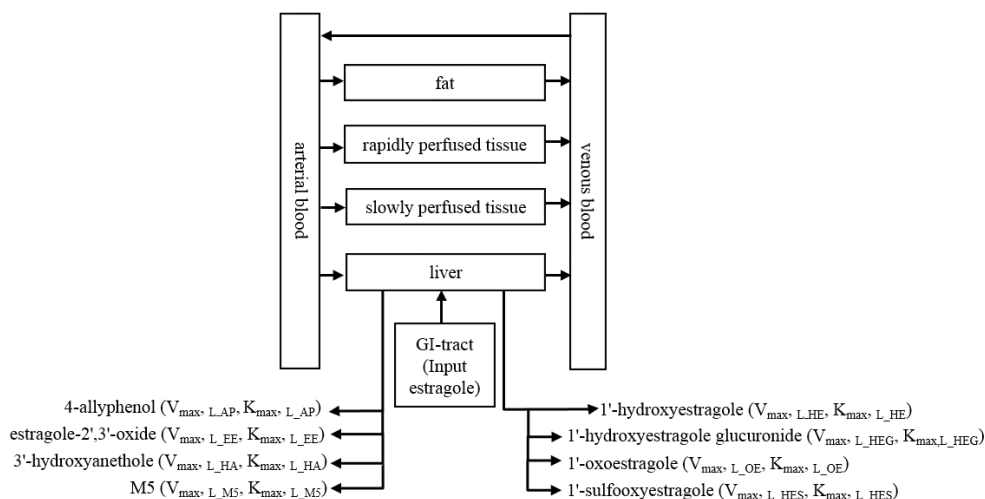 arterial blood
fat
rapidly perfused tissue
slowly perfused tissue
liver
venous blood
GI-tract
(Input
estragole)
4-allyphenol (Vmax, L_AP, Kmax, L_AP)
estragole-2',3'-oxide (Vmax, L_EE, Kmax, L_EE)
3'-hydroxyanethole (Vmax, L_HA, Kmax, L_HA)
M5 (Vmax, L_M5, Kmax, L_M5)
1'-hydroxyestragole (Vmax, L_HE, Kmax, L_HE)
1'-hydroxyestragole glucuronide (Vmax, L_HEG, Kmax,L_HEG)
1'-oxoestragole (Vmax, L_OE, Kmax, L_OE)
1'-sulfooxyestragole (Vmax, L_HES, Kmax, L_HES)